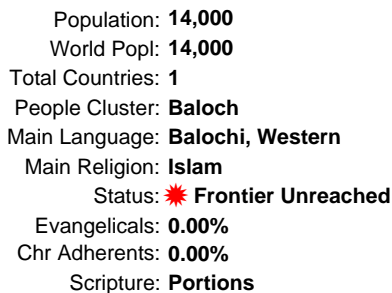 Population: 14,000
World Popl: 14,000
Total Countries: 1
People Cluster: Baloch
Main Language: Balochi, Western
Main Religion: Islam
Status: Frontier Unreached
Evangelicals: 0.00%
Chr Adherents: 0.00%
Scripture: Portions